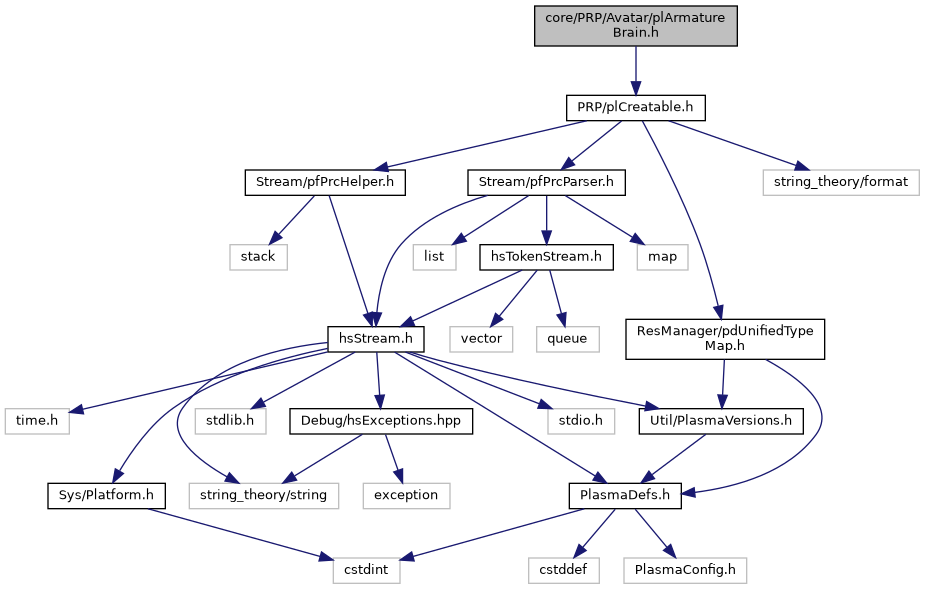 core/PRP/Avatar/plArmature
Brain.h
PRP/plCreatable.h
Stream/pfPrcHelper.h
Stream/pfPrcParser.h
string_theory/format
stack
list
hsTokenStream.h
map
hsStream.h
vector
queue
ResManager/pdUnifiedType
Map.h
time.h
stdlib.h
Debug/hsExceptions.hpp
stdio.h
Util/PlasmaVersions.h
Sys/Platform.h
string_theory/string
exception
PlasmaDefs.h
cstdint
cstddef
PlasmaConfig.h